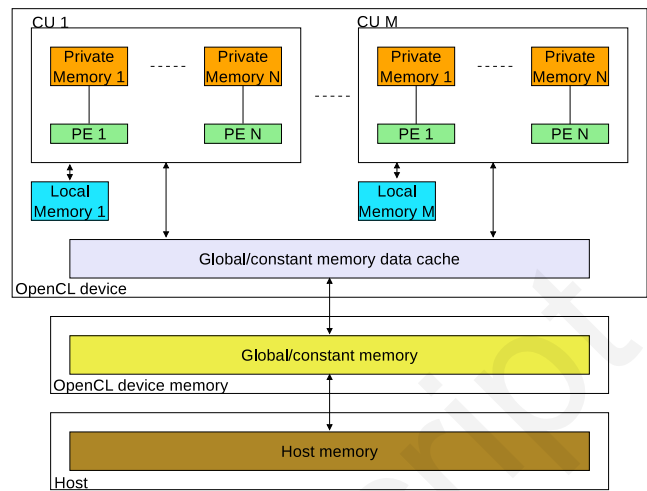 CU 1
CU M
Private
Memory 1
Private
Memory N
Private
Memory 1
Private
Memory N
PE 1
PE N
PE 1
PE N
Local
Memory 1
Local
Memory M
Global/constant memory data cache
OpenCL device
Global/constant memory
OpenCL device memory
Host memory
Host